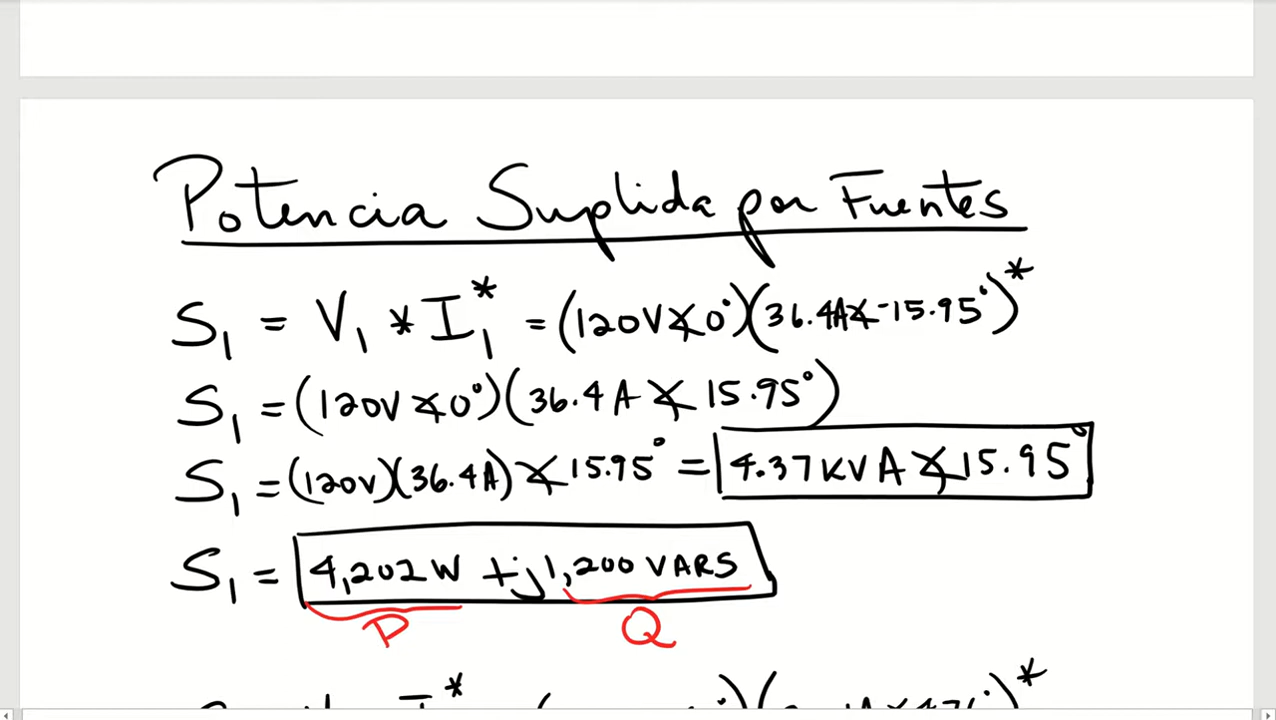 Potencia Suplida por Fuentes
S₁ = V₁ * I₁* = (120V∡0°)(36.4A∡-15.95°)*
S₁ = (120V∡0°)(36.4A∡15.95°)
S₁ = (120V)(36.4A)∡15.95° = 4.37KVA∡15.95°
S₁ = 4,202W + j1,200 VARS
P Q